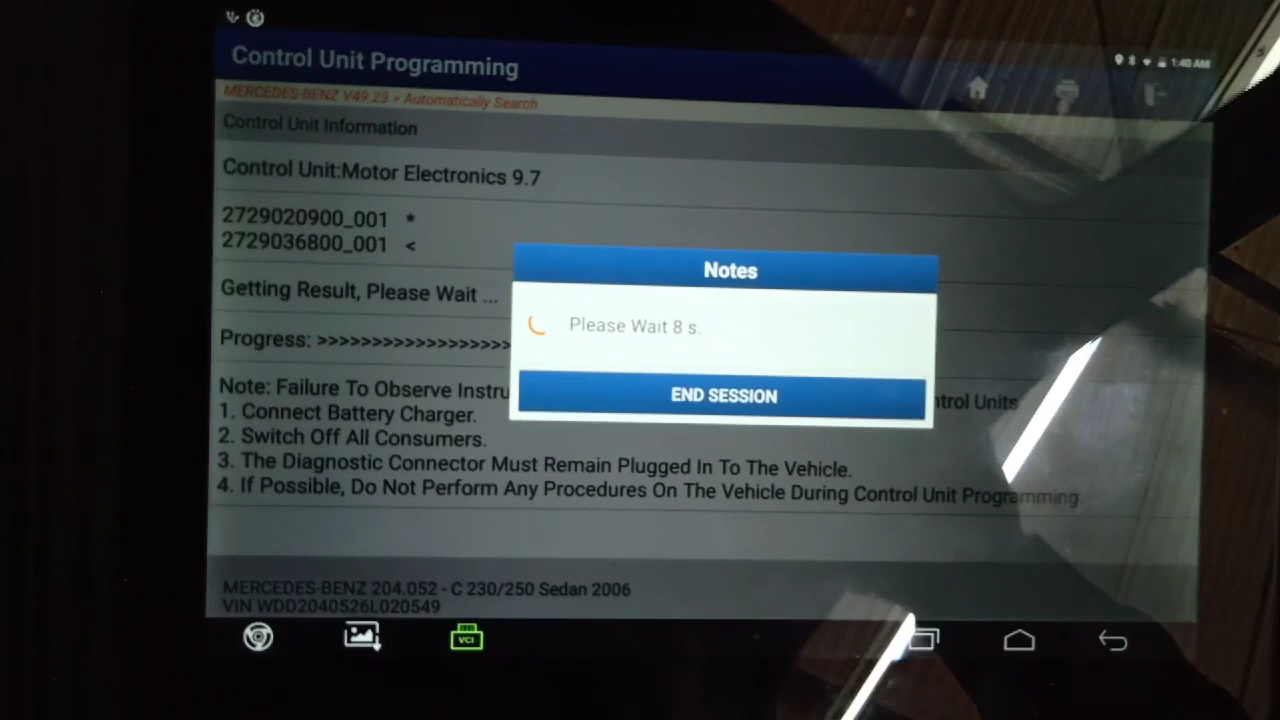 1:40 AM
Control Unit Programming
MERCEDES-BENZ V49.23 > Automatically Search
Control Unit Information
Control Unit:Motor Electronics 9.7
2729020900_001 *
2729036800_001 <
Getting Result, Please Wait ...
Progress: >>>>>>>>>>>>>>>>>>
Notes
Please Wait 8 s.
END SESSION
Note: Failure To Observe Instru ntrol Units
1. Connect Battery Charger.
2. Switch Off All Consumers.
3. The Diagnostic Connector Must Remain Plugged In To The Vehicle.
4. If Possible, Do Not Perform Any Procedures On The Vehicle During Control Unit Programming
MERCEDES-BENZ 204.052 - C 230/250 Sedan 2006
VIN WDD2040526L020549
VCI